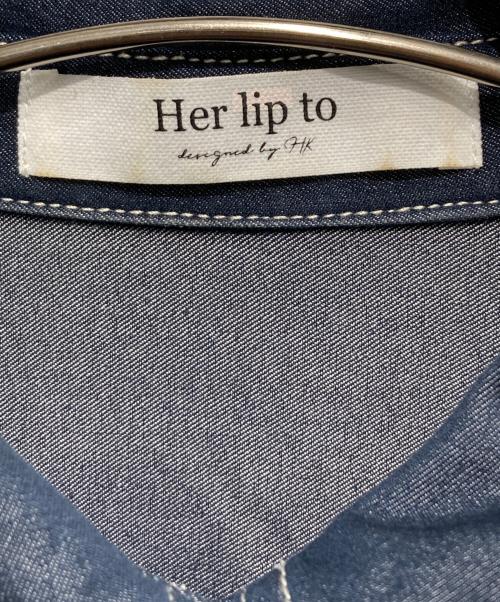 Her lip to
designed by HK